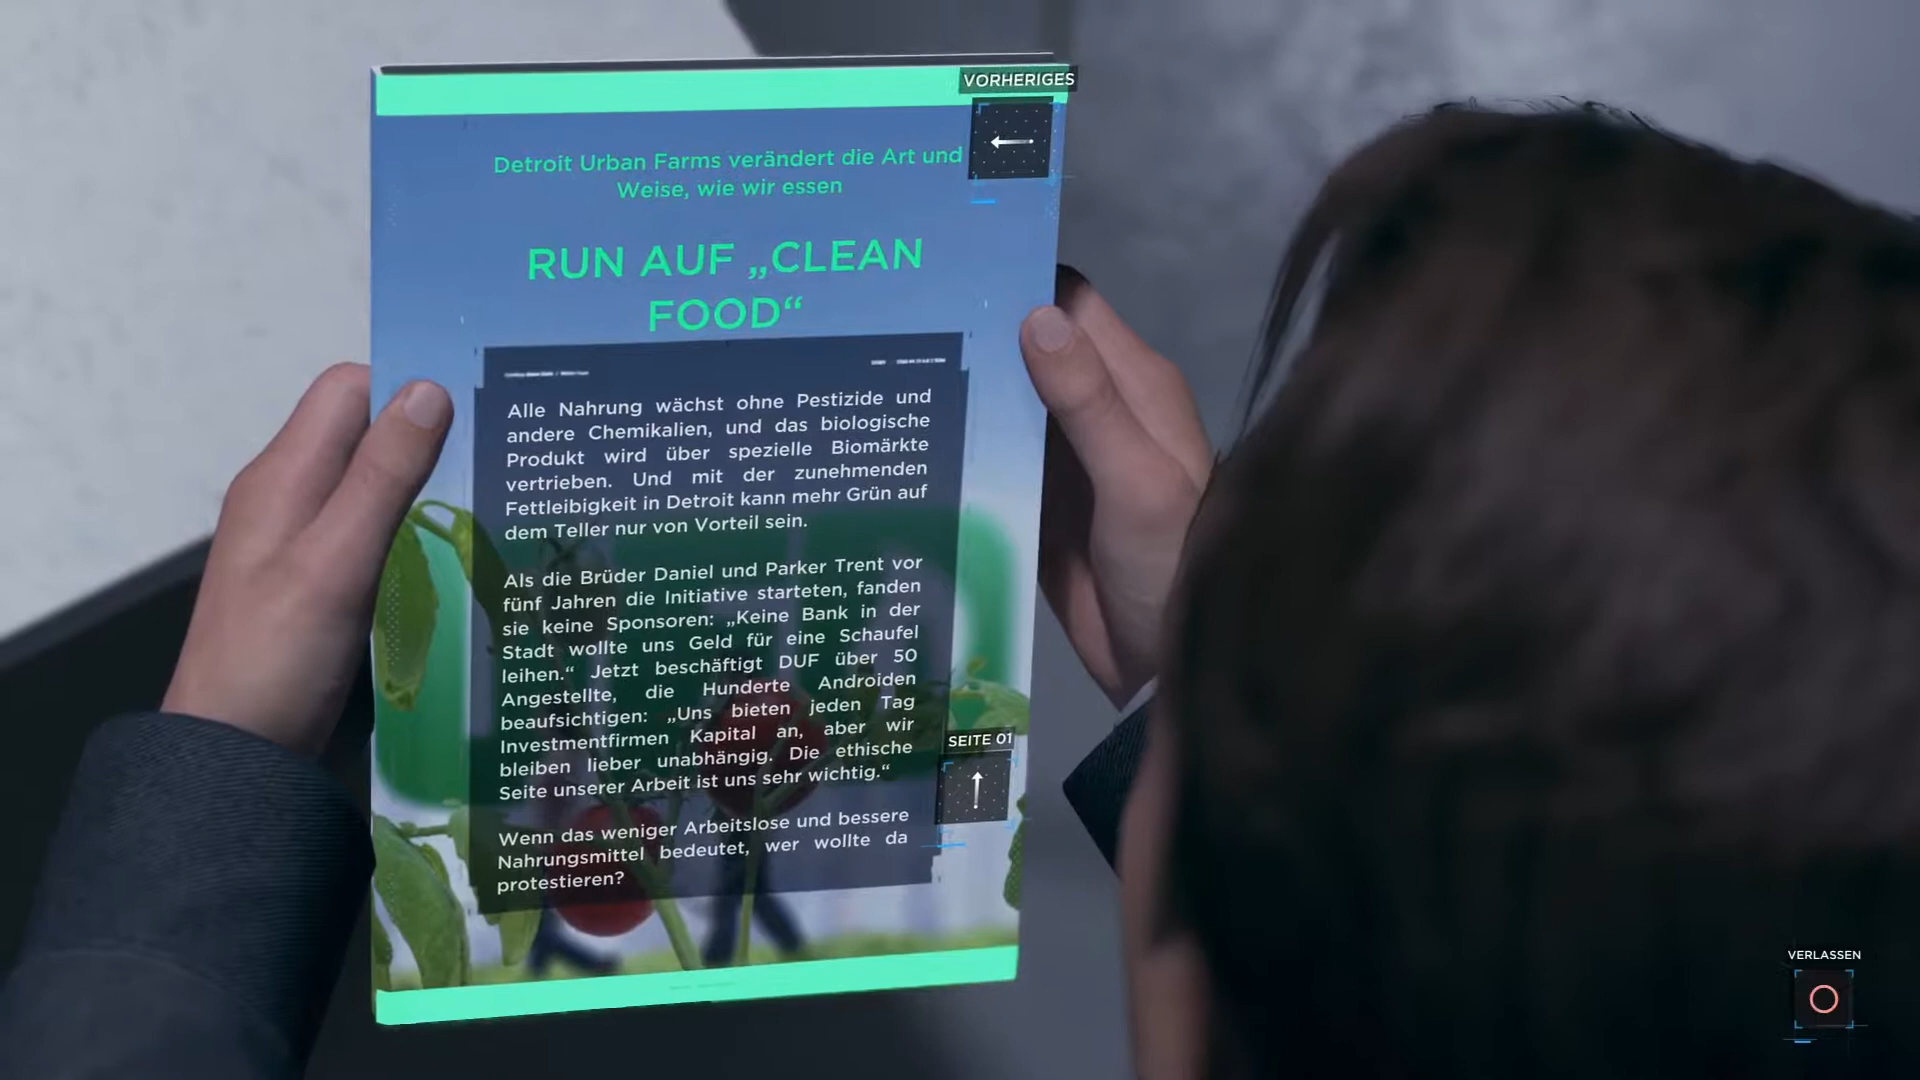 VORHERIGES
Detroit Urban Farms verändert die Art und
Weise, wie wir essen
RUN AUF „CLEAN
FOOD“
Alle Nahrung wächst ohne Pestizide und
andere Chemikalien, und das biologische
Produkt wird über spezielle Biomärkte
vertrieben. Und mit der zunehmenden
Fettleibigkeit in Detroit kann mehr Grün auf
dem Teller nur von Vorteil sein.
Als die Brüder Daniel und Parker Trent vor
fünf Jahren die Initiative starteten, fanden
sie keine Sponsoren: „Keine Bank in der
Stadt wollte uns Geld für eine Schaufel
leihen.“ Jetzt beschäftigt DUF über 50
Angestellte, die Hunderte Androiden
beaufsichtigen: „Uns bieten jeden Tag
Investmentfirmen Kapital an, aber wir
bleiben lieber unabhängig. Die ethische
Seite unserer Arbeit ist uns sehr wichtig.“
Wenn das weniger Arbeitslose und bessere
Nahrungsmittel bedeutet, wer wollte da
protestieren?
SEITE 01
VERLASSEN